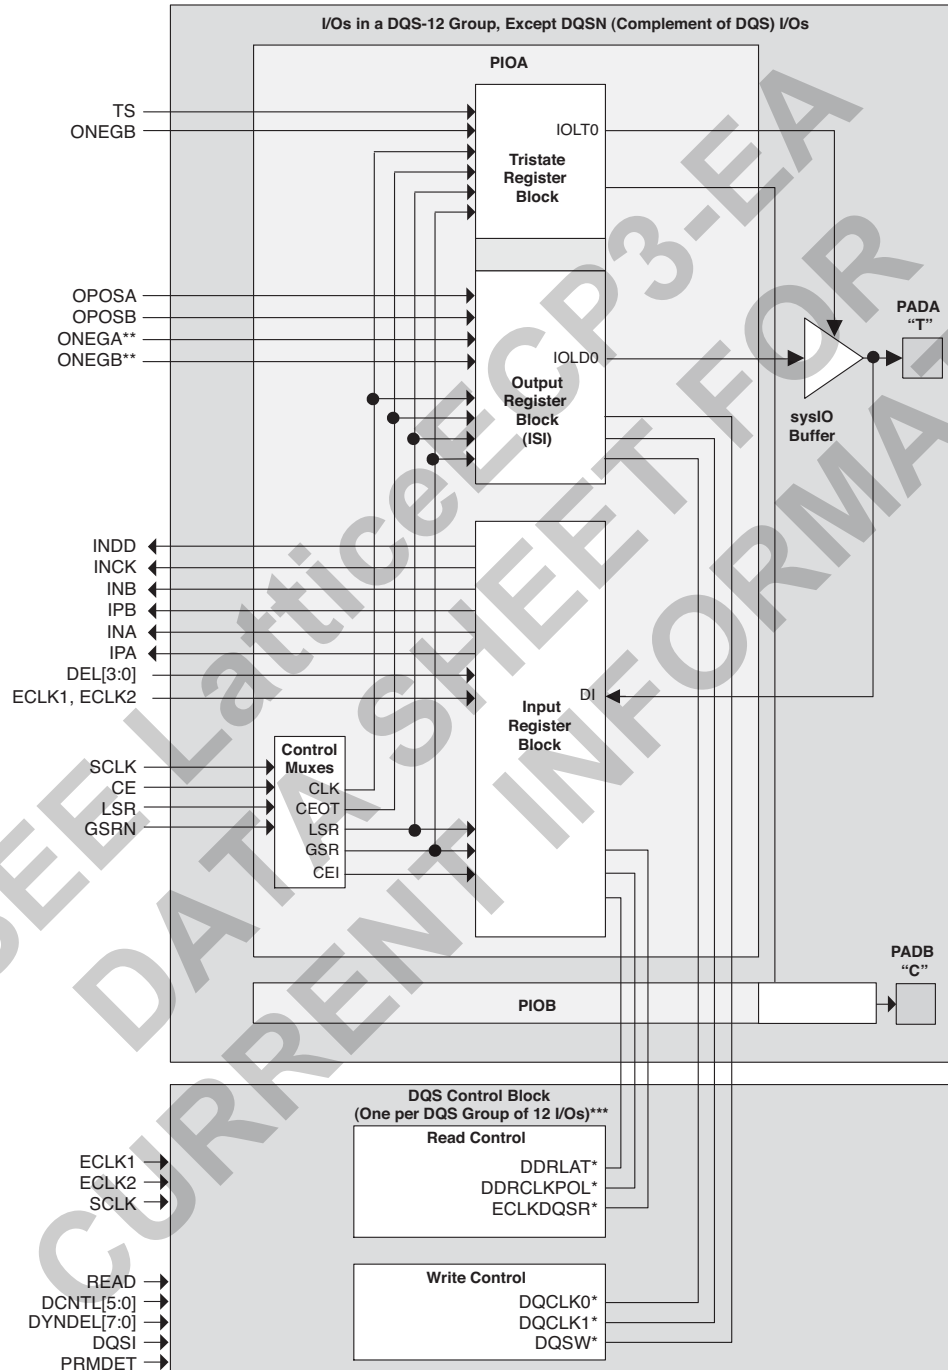 I/Os in a DQS-12 Group, Except DQSN (Complement of DQS) I/Os
PIOA
TS
ONEGB
IOLT0
Tristate
Register
Block
OPOSA
OPOSB
ONEGA**
ONEGB**
IOLD0
Output
Register
Block
(ISI)
PADA
“T”
sysIO
Buffer
INDD
INCK
INB
IPB
INA
IPA
DEL[3:0]
ECLK1, ECLK2
DI
Input
Register
Block
SCLK
CE
LSR
GSRN
Control
Muxes
CLK
CEOT
LSR
GSR
CEI
PADB
“C”
PIOB
DQS Control Block
(One per DQS Group of 12 I/Os)***
Read Control
DDRLAT*
DDRCLKPOL*
ECLKDQSR*
ECLK1
ECLK2
SCLK
Write Control
DQCLK0*
DQCLK1*
DQSW*
READ
DCNTL[5:0]
DYNDEL[7:0]
DQSI
PRMDET
SEE LatticeECP3-EA
DATA SHEET FOR
CURRENT INFORMA